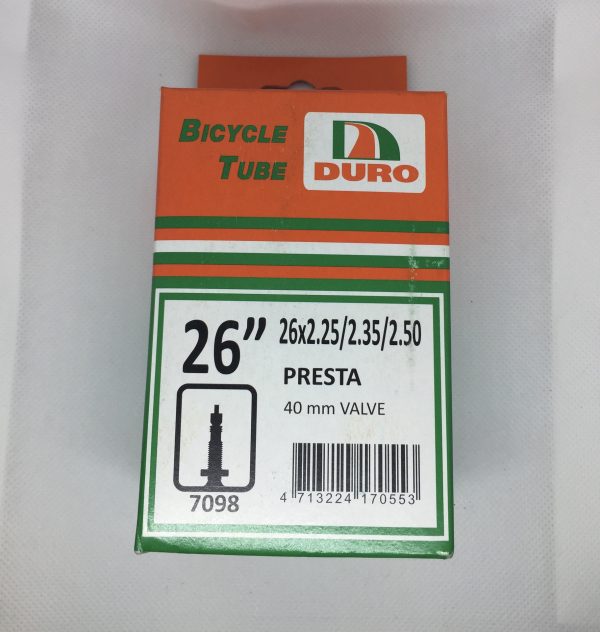 BICYCLE
TUBE
DURO
26”
26x2.25/2.35/2.50
PRESTA
40 mm VALVE
7098
4 713224 170553